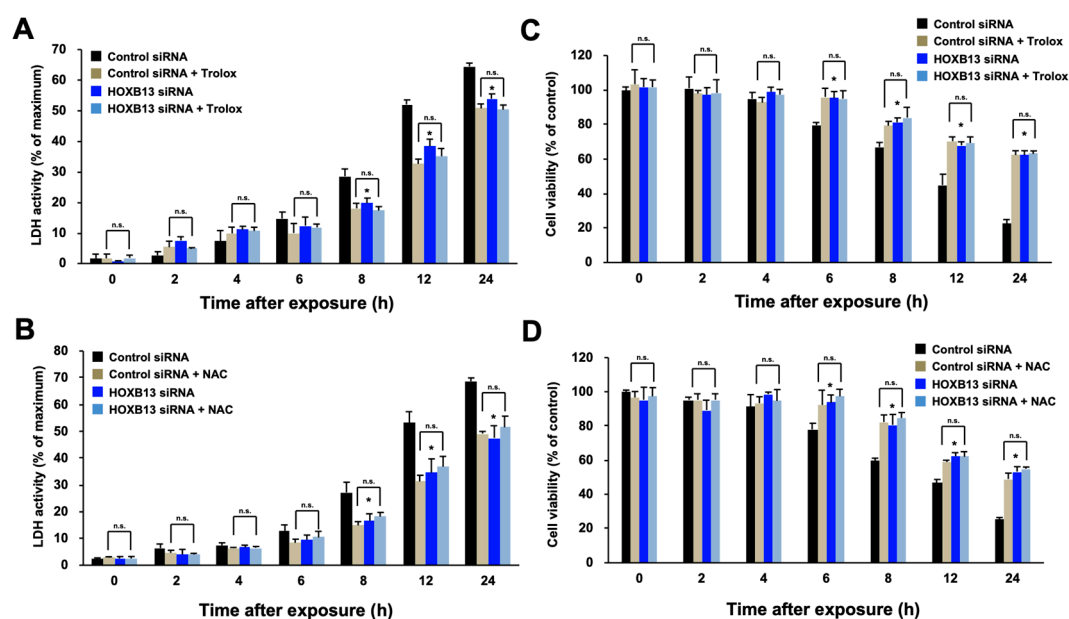 A
LDH activity (% of maximum)
70
60
50
40
30
20
10
0
Control siRNA
Control siRNA + Trolox
HOXB13 siRNA
HOXB13 siRNA + Trolox
n.s.
n.s.
n.s.
n.s.
n.s.
*
n.s.
*
n.s.
*
0 2 4 6 8 12 24
Time after exposure (h)
B
LDH activity (% of maximum)
80
70
60
50
40
30
20
10
0
Control siRNA
Control siRNA + NAC
HOXB13 siRNA
HOXB13 siRNA + NAC
n.s.
n.s.
n.s.
n.s.
n.s.
*
n.s.
*
n.s.
*
0 2 4 6 8 12 24
Time after exposure (h)
C
Cell viability (% of control)
120
100
80
60
40
20
0
Control siRNA
Control siRNA + Trolox
HOXB13 siRNA
HOXB13 siRNA + Trolox
n.s.
n.s.
n.s.
n.s.
*
n.s.
*
n.s.
*
n.s.
*
0 2 4 6 8 12 24
Time after exposure (h)
D
Cell viability (% of control)
120
100
80
60
40
20
0
Control siRNA
Control siRNA + NAC
HOXB13 siRNA
HOXB13 siRNA + NAC
n.s.
n.s.
n.s.
n.s.
*
n.s.
*
n.s.
*
n.s.
*
0 2 4 6 8 12 24
Time after exposure (h)